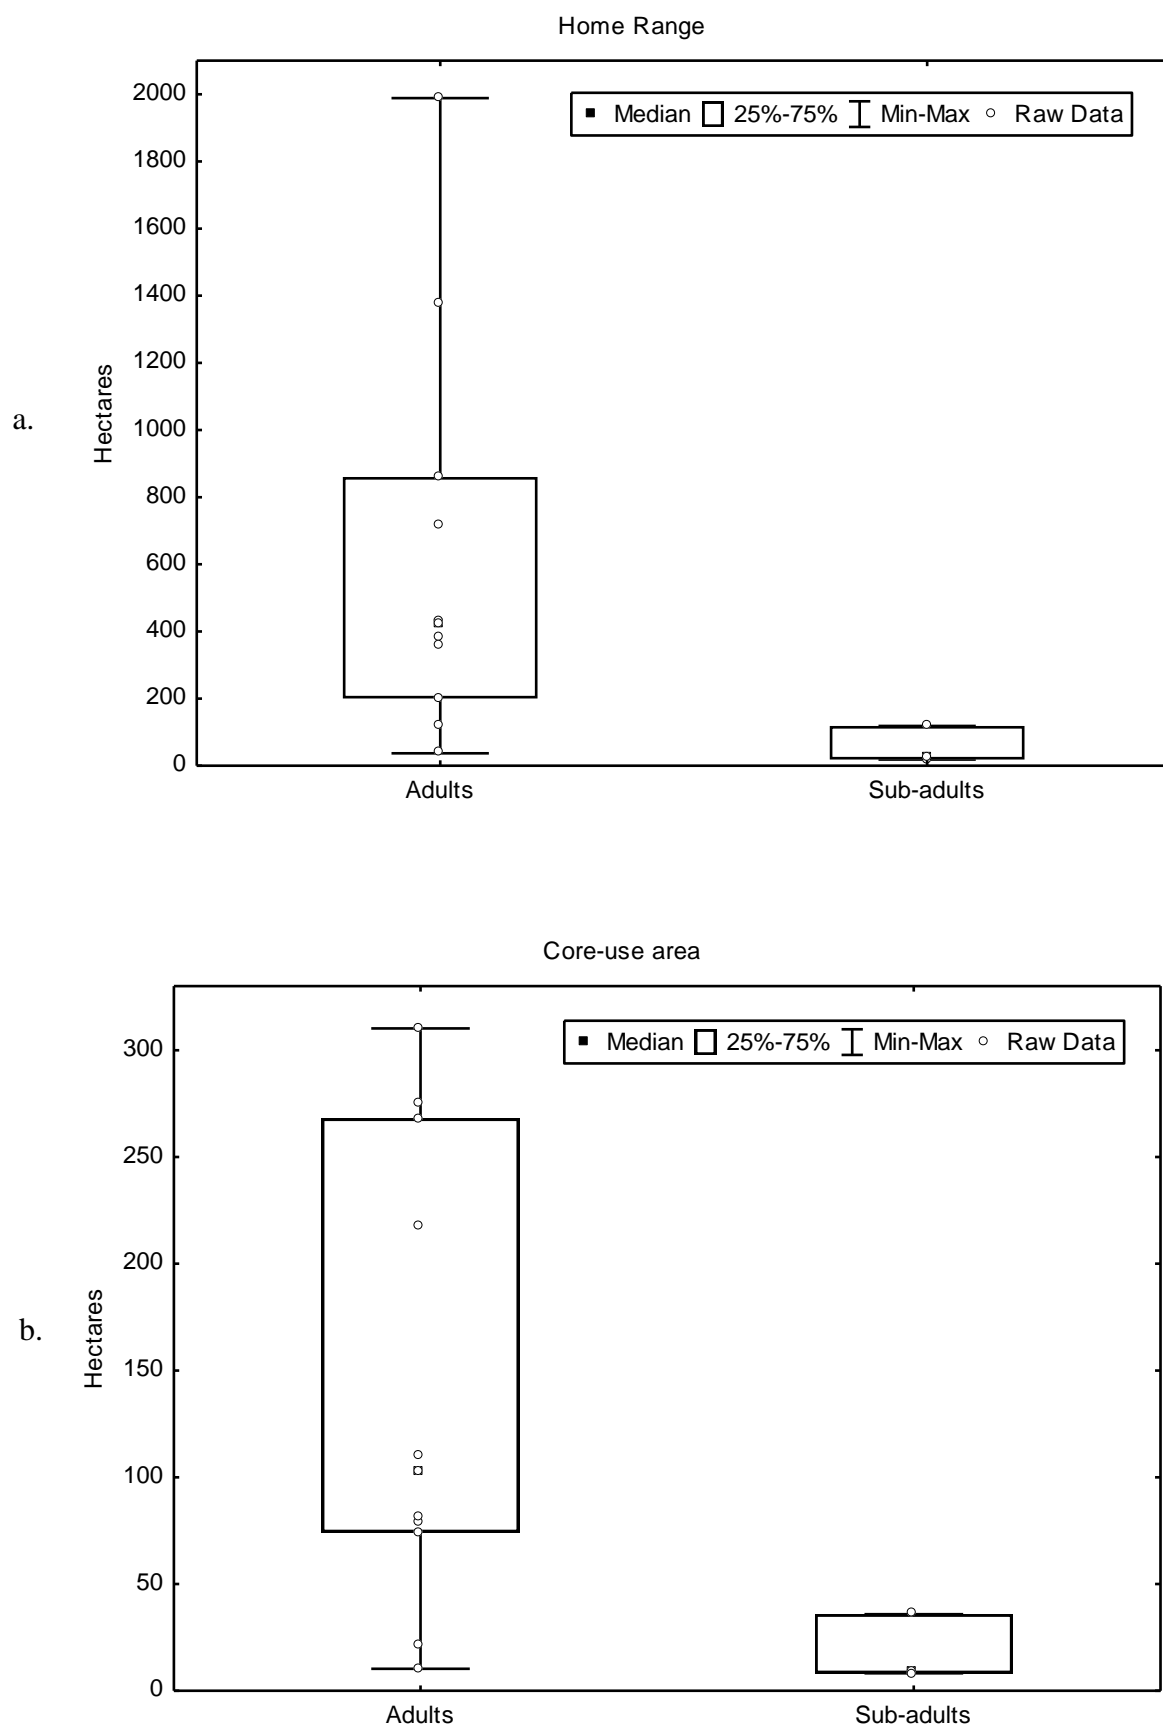 Home Range
2000
Median 25%-75% Min-Max Raw Data
1800
1600
1400
1200
1000
800
600
400
200
0
Hectares
a.
Adults Sub-adults
Core-use area
Median 25%-75% Min-Max Raw Data
300
250
200
150
100
50
0
Hectares
b.
Adults Sub-adults